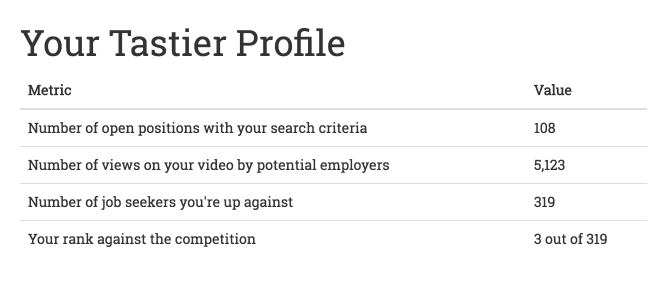 Your Tastier Profile
Metric Value
Number of open positions with your search criteria 108
Number of views on your video by potential employers 5,123
Number of job seekers you're up against 319
Your rank against the competition 3 out of 319